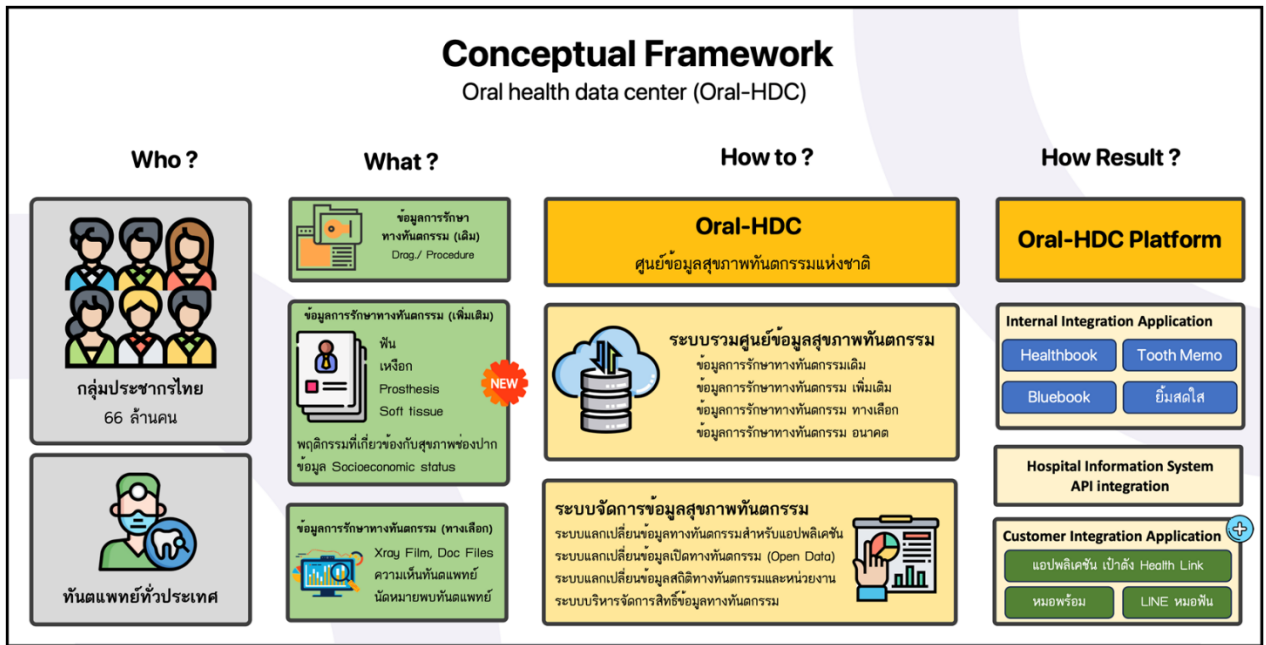 Conceptual Framework
Oral health data center (Oral-HDC)
Who ?
กลุ่มประชากรไทย
66 ล้านคน
ทันตแพทย์ทั่วประเทศ
What ?
ข้อมูลการรักษา
ทางทันตกรรม (เดิม)
Drag./ Procedure
ข้อมูลการรักษาทางทันตกรรม (เพิ่มเติม)
ฟัน
เหงือก
Prosthesis
Soft tissue
NEW
พฤติกรรมที่เกี่ยวข้องกับสุขภาพช่องปาก
ข้อมูล Socioeconomic status
ข้อมูลการรักษาทางทันตกรรม (ทางเลือก)
Xray Film, Doc Files
ความเห็นทันตแพทย์
นัดหมายพบทันตแพทย์
How to ?
Oral-HDC
ศูนย์ข้อมูลสุขภาพทันตกรรมแห่งชาติ
ระบบรวมศูนย์ข้อมูลสุขภาพทันตกรรม
ข้อมูลการรักษาทางทันตกรรมเดิม
ข้อมูลการรักษาทางทันตกรรม เพิ่มเติม
ข้อมูลการรักษาทางทันตกรรม ทางเลือก
ข้อมูลการรักษาทางทันตกรรม อนาคต
ระบบจัดการข้อมูลสุขภาพทันตกรรม
ระบบแลกเปลี่ยนข้อมูลทางทันตกรรมสำหรับแอปพลิเคชัน
ระบบแลกเปลี่ยนข้อมูลเปิดทางทันตกรรม (Open Data)
ระบบแลกเปลี่ยนข้อมูลสถิติทางทันตกรรมและหน่วยงาน
ระบบบริหารจัดการสิทธิ์ข้อมูลทางทันตกรรม
How Result ?
Oral-HDC Platform
Internal Integration Application
Healthbook
Tooth Memo
Bluebook
ยิ้มสดใส
Hospital Information System
API integration
Customer Integration Application
แอปพลิเคชัน เป๋าตัง Health Link
หมอพร้อม
LINE หมอฟัน